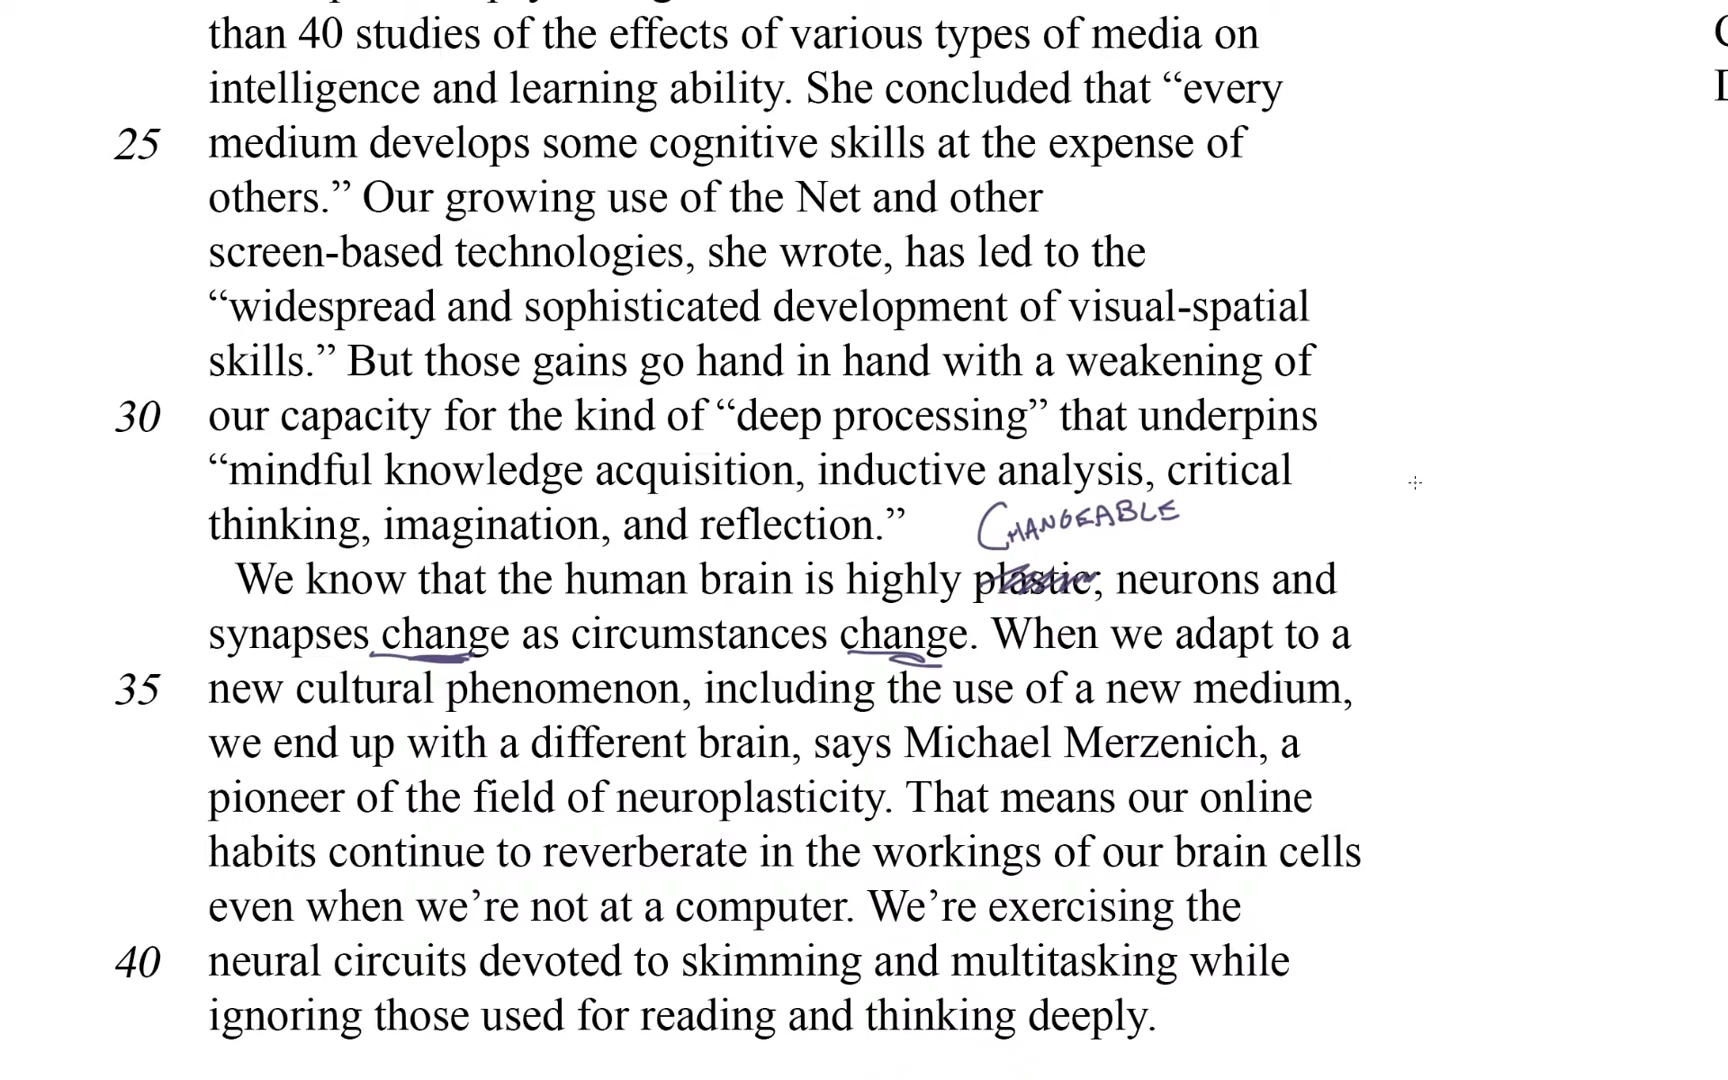 than 40 studies of the effects of various types of media on
intelligence and learning ability. She concluded that “every
25 medium develops some cognitive skills at the expense of
others.” Our growing use of the Net and other
screen-based technologies, she wrote, has led to the
“widespread and sophisticated development of visual-spatial
skills.” But those gains go hand in hand with a weakening of
30 our capacity for the kind of “deep processing” that underpins
“mindful knowledge acquisition, inductive analysis, critical
thinking, imagination, and reflection.”
CHANGEABLE
We know that the human brain is highly plastic; neurons and
synapses change as circumstances change. When we adapt to a
35 new cultural phenomenon, including the use of a new medium,
we end up with a different brain, says Michael Merzenich, a
pioneer of the field of neuroplasticity. That means our online
habits continue to reverberate in the workings of our brain cells
even when we’re not at a computer. We’re exercising the
40 neural circuits devoted to skimming and multitasking while
ignoring those used for reading and thinking deeply.